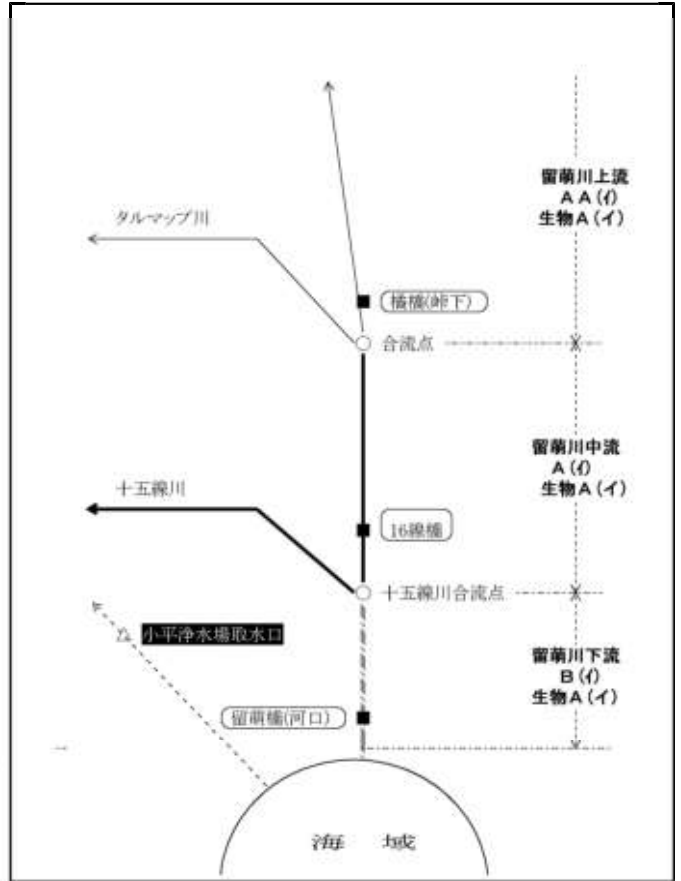 留萌川上流
ＡＡ(ｲ)
生物Ａ(イ)
タルマップ川
橘橋(峠下)
合流点
留萌川中流
Ａ(ｲ)
生物Ａ(イ)
十五線川
16線橋
十五線川合流点
小平浄水場取水口
留萌川下流
Ｂ(ｲ)
生物Ａ(イ)
留萌橋(河口)
海　域